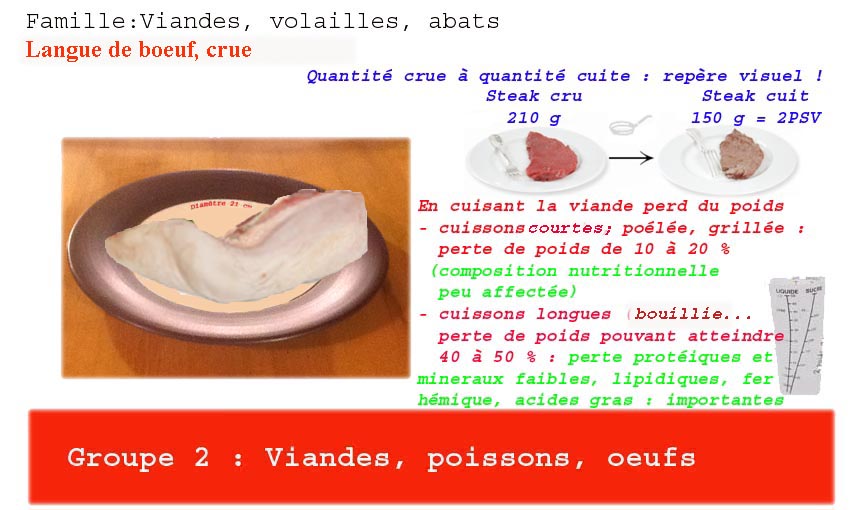 Famille:Viandes, volailles, abats
Langue de boeuf, crue
Quantité crue à quantité cuite : repère visuel !
Steak cru
210 g
Steak cuit
150 g = 2PSV
Diamètre 21 cm
En cuisant la viande perd du poids
- cuissons courtes; poélée, grillée :
perte de poids de 10 à 20 %
(composition nutritionnelle
peu affectée)
- cuissons longues (bouillie...
perte de poids pouvant atteindre
40 à 50 % : perte protéiques et
mineraux faibles, lipidiques, fer
hémique, acides gras : importantes
LIQUIDE SUCRE
Groupe 2 : Viandes, poissons, oeufs